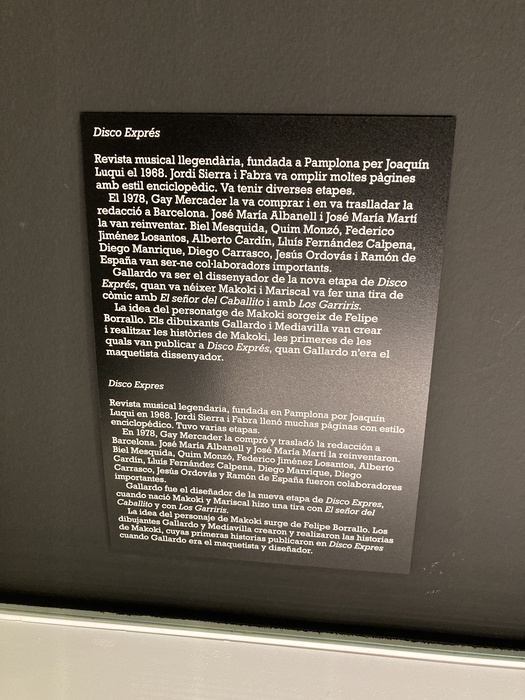 Disco Exprés
Revista musical llegendària, fundada a Pamplona per Joaquín
Luqui el 1968. Jordi Sierra i Fabra va omplir moltes pàgines
amb estil enciclopèdic. Va tenir diverses etapes.
El 1978, Gay Mercader la va comprar i en va traslladar la
redacció a Barcelona. José María Albanell i José María Martí
la van reinventar. Biel Mesquida, Quim Monzó, Federico
Jiménez Losantos, Alberto Cardín, Lluís Fernández Calpena,
Diego Manrique, Diego Carrasco, Jesús Ordovás i Ramón de
España van ser-ne col·laboradors importants.
Gallardo va ser el dissenyador de la nova etapa de Disco
Exprés, quan va néixer Makoki i Mariscal va fer una tira de
còmic amb El señor del Caballito i amb Los Garriris.
La idea del personatge de Makoki sorgeix de Felipe
Borrallo. Els dibuixants Gallardo i Mediavilla van crear
i realitzar les històries de Makoki, les primeres de les
quals van publicar a Disco Exprés, quan Gallardo n'era el
maquetista dissenyador.
Disco Expres
Revista musical legendaria, fundada en Pamplona por Joaquín
Luqui en 1968. Jordi Sierra i Fabra llenó muchas páginas con estilo
enciclopédico. Tuvo varias etapas.
En 1978, Gay Mercader la compró y trasladó la redacción a
Barcelona. José María Albanell y José María Martí la reinventaron.
Biel Mesquida, Quim Monzó, Federico Jiménez Losantos, Alberto
Cardín, Lluís Fernández Calpena, Diego Manrique, Diego
Carrasco, Jesús Ordovás y Ramón de España fueron colaboradores
importantes.
Gallardo fue el diseñador de la nueva etapa de Disco Expres,
cuando nació Makoki y Mariscal hizo una tira con El señor del
Caballito y con Los Garriris.
La idea del personaje de Makoki surge de Felipe Borrallo. Los
dibujantes Gallardo y Mediavilla crearon y realizaron las historias
de Makoki, cuyas primeras historias publicaron en Disco Expres
cuando Gallardo era el maquetista y diseñador.